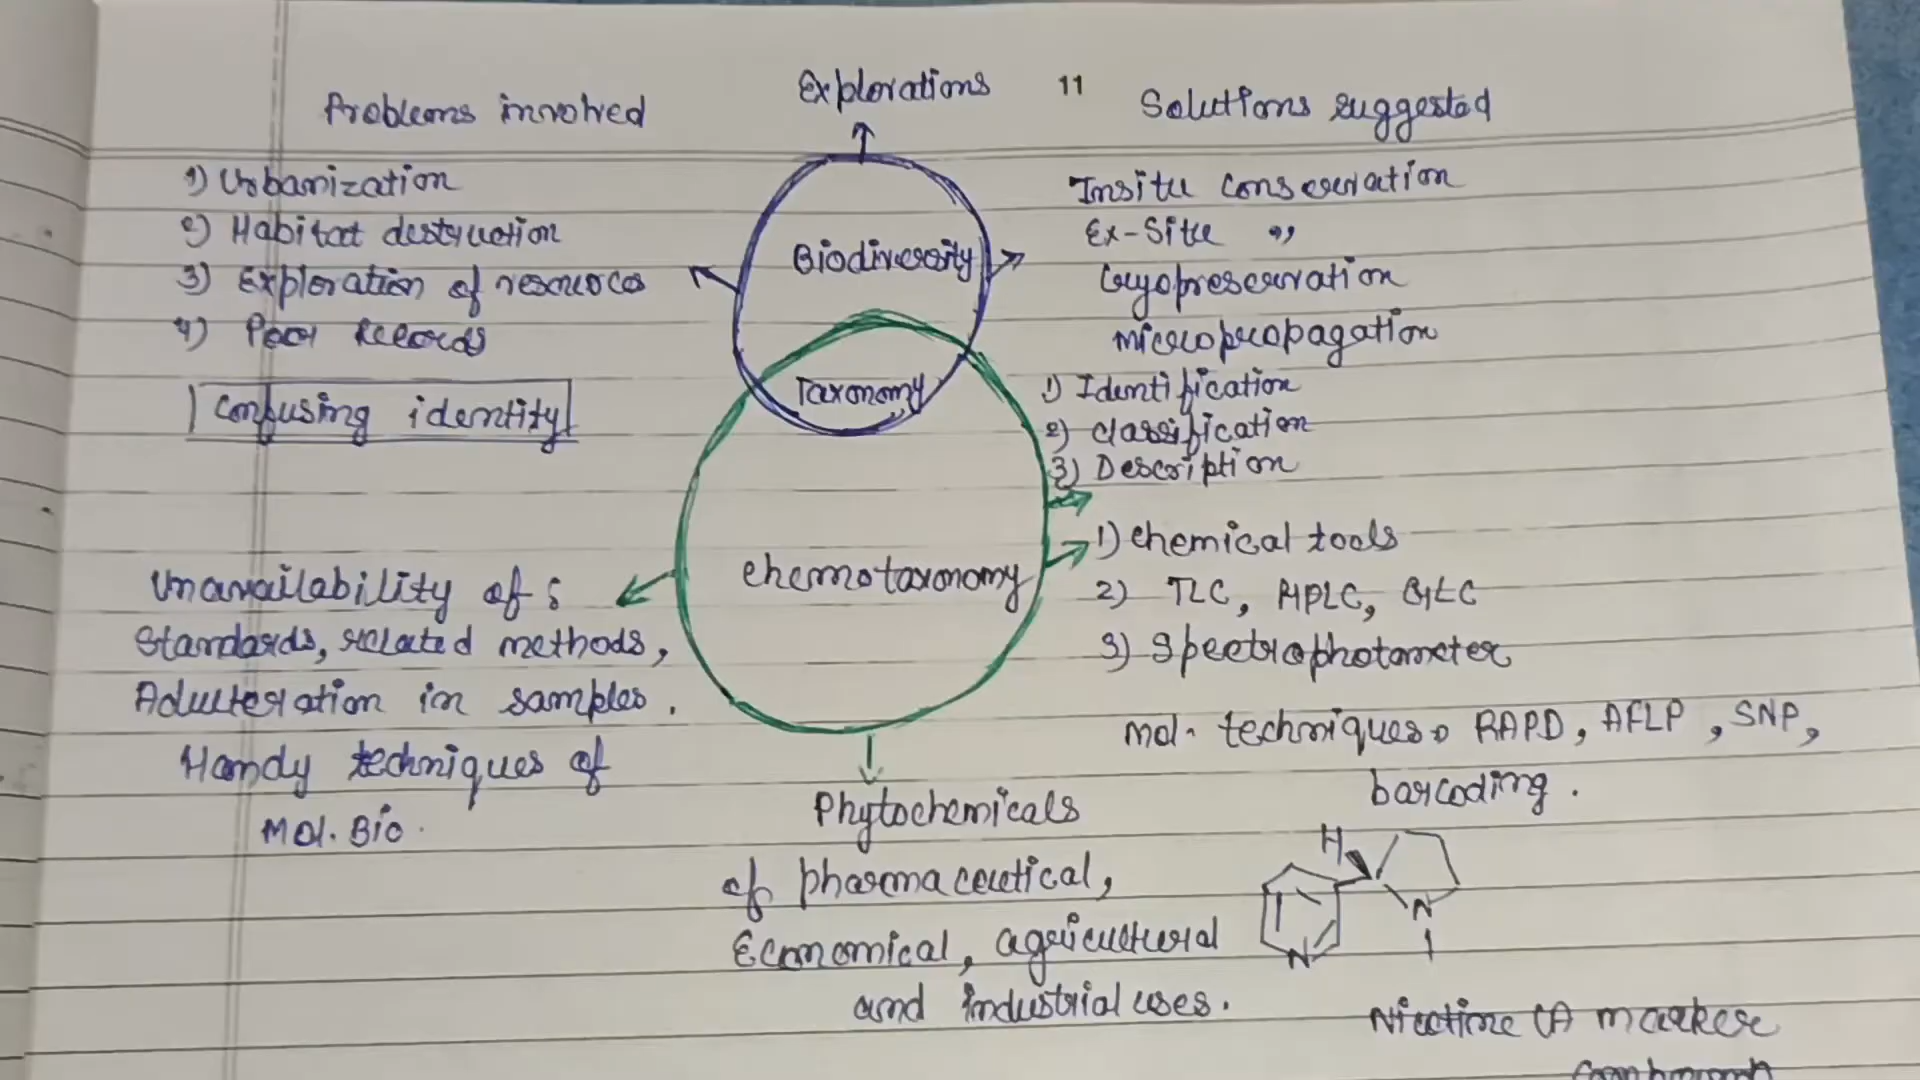 Explorations
11
Problems involved
Solutions suggested
1) Urbanization
2) Habitat destruction
3) Exploration of resources
4) Poor Records
Confusing identity
Biodiversity
Taxonomy
Insitu conservation
Ex-Situ ,,
Cryopreservation
micropropagation
1) Identification
2) classification
3) Description
chemotaxonomy
Unavailability of
Standards, related methods,
Adulteration in samples.
Handy techniques of
Mol. Bio.
1) chemical tools
2) TLC, HPLC, GLC
3) Spectrophotometer
Mol. techniques RAPD, AFLP, SNP,
barcoding.
Phytochemicals
of pharmaceutical,
Economical, agricultural
and industrial uses.
H
N
N
Nicotine (A marker